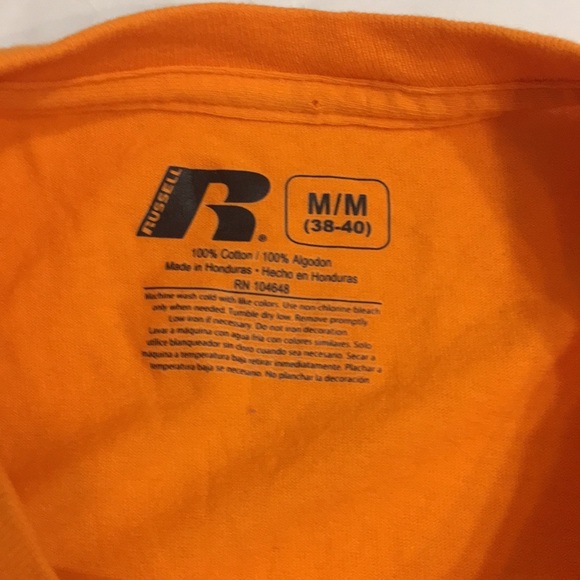 RUSSELL
R®
M/M
(38-40)
100% Cotton / 100% Algodon
Made in Honduras • Hecho en Honduras
RN 104648
Machine wash cold with like colors. Use non-chlorine bleach
only when needed. Tumble dry low. Remove promptly
Low iron if necessary. Do not iron decoration.
Lavar a máquina con agua fria con colores similares. Solo
utilice blanqueador sin cloro cuando sea necesario. Secar a
máquina a temperatura baja retirar inmediatamente. Planchar a
temperatura baja se necesario. No planchar la decoración